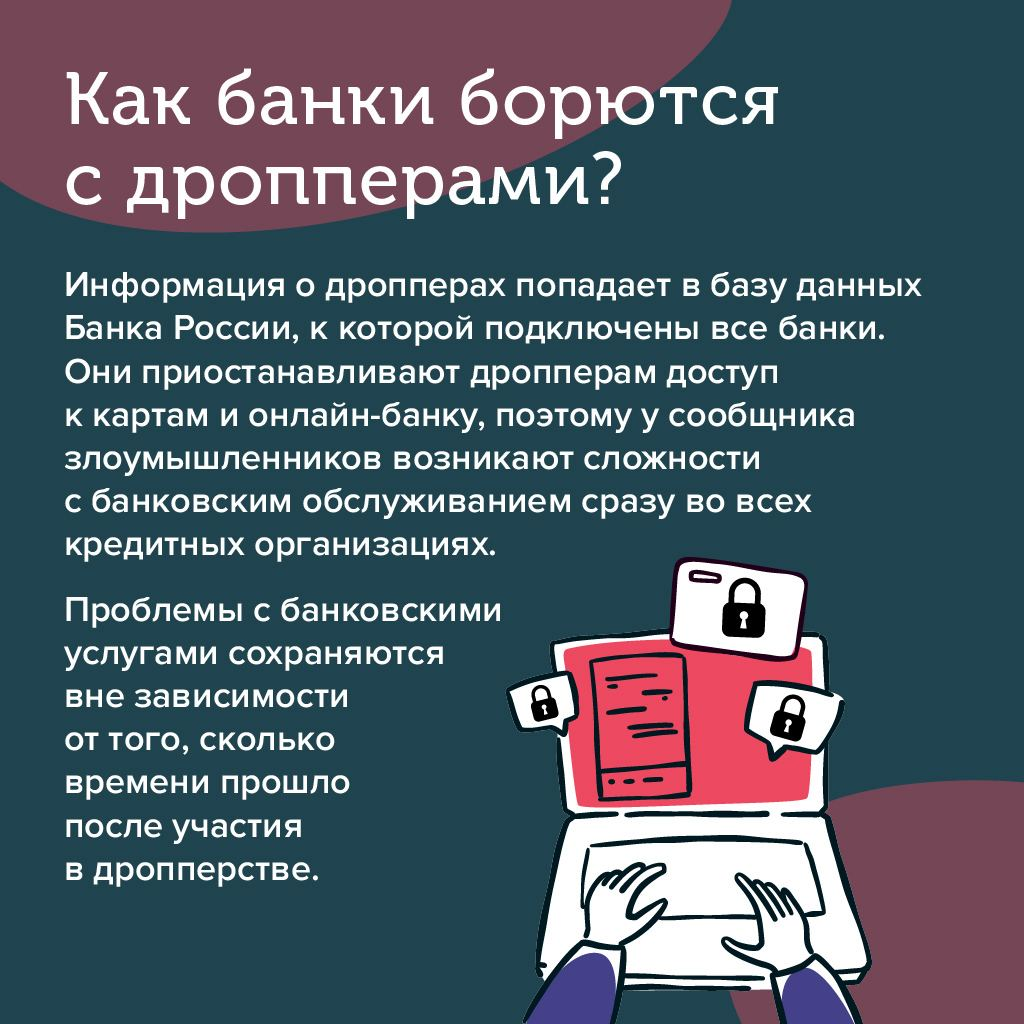 Как банки борются
с дропперами?
Информация о дропперах попадает в базу данных
Банка России, к которой подключены все банки.
Они приостанавливают дропперам доступ
к картам и онлайн-банку, поэтому у сообщника
злоумышленников возникают сложности
с банковским обслуживанием сразу во всех
кредитных организациях.
Проблемы с банковскими
услугами сохраняются
вне зависимости
от того, сколько
времени прошло
после участия
в дропперстве.